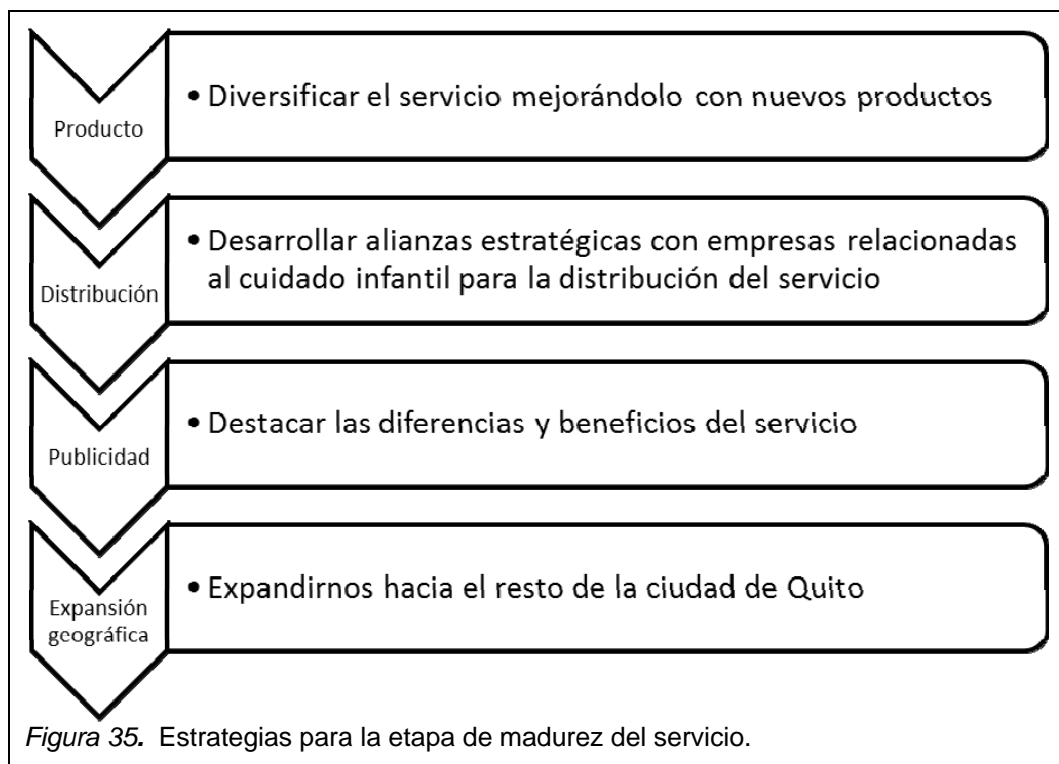 Producto
• Diversificar el servicio mejorándolo con nuevos productos
Distribución
• Desarrollar alianzas estratégicas con empresas relacionadas
al cuidado infantil para la distribución del servicio
Publicidad
• Destacar las diferencias y beneficios del servicio
Expansión
geográfica
• Expandirnos hacia el resto de la ciudad de Quito
Figura 35. Estrategias para la etapa de madurez del servicio.